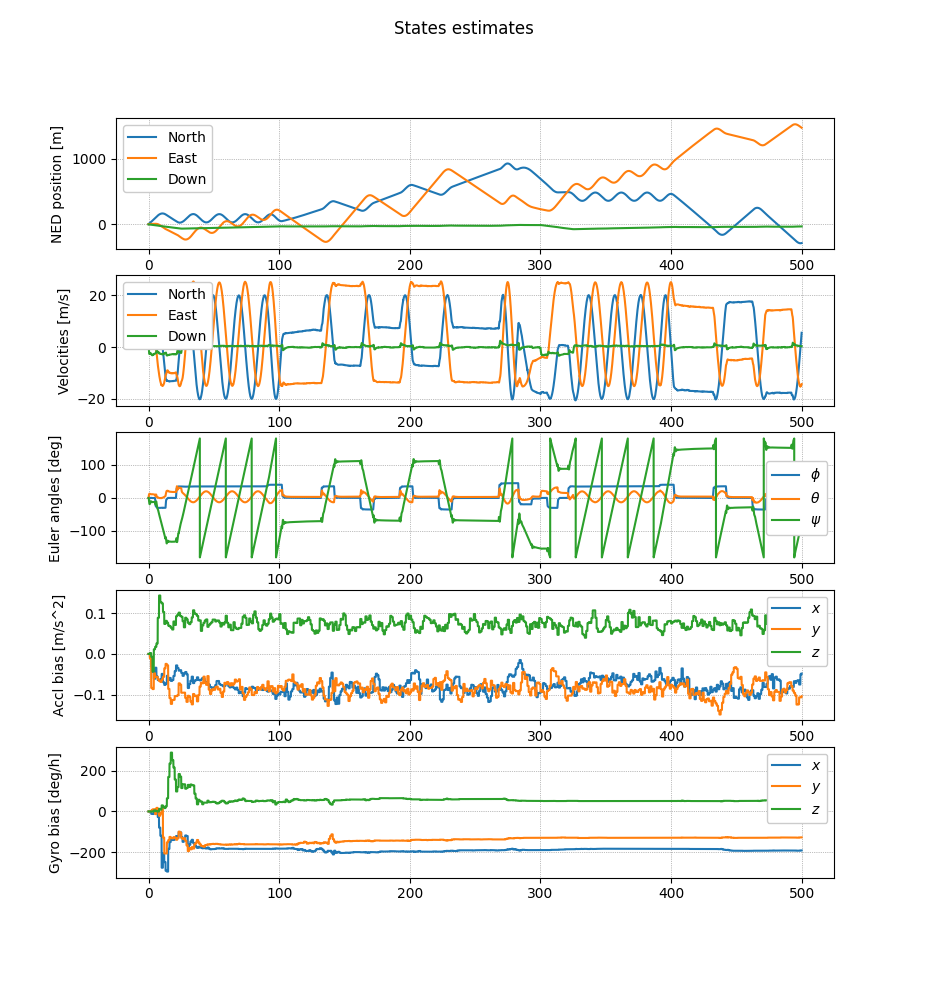 States estimates
NED position [m]
1000
0
North
East
Down
0 100 200 300 400 500
Velocities [m/s]
20
0
−20
North
East
Down
0 100 200 300 400 500
Euler angles [deg]
100
0
−100
ϕ
θ
ψ
0 100 200 300 400 500
Accl bias [m/s^2]
0.1
0.0
−0.1
x
y
z
0 100 200 300 400 500
Gyro bias [deg/h]
200
0
−200
x
y
z
0 100 200 300 400 500